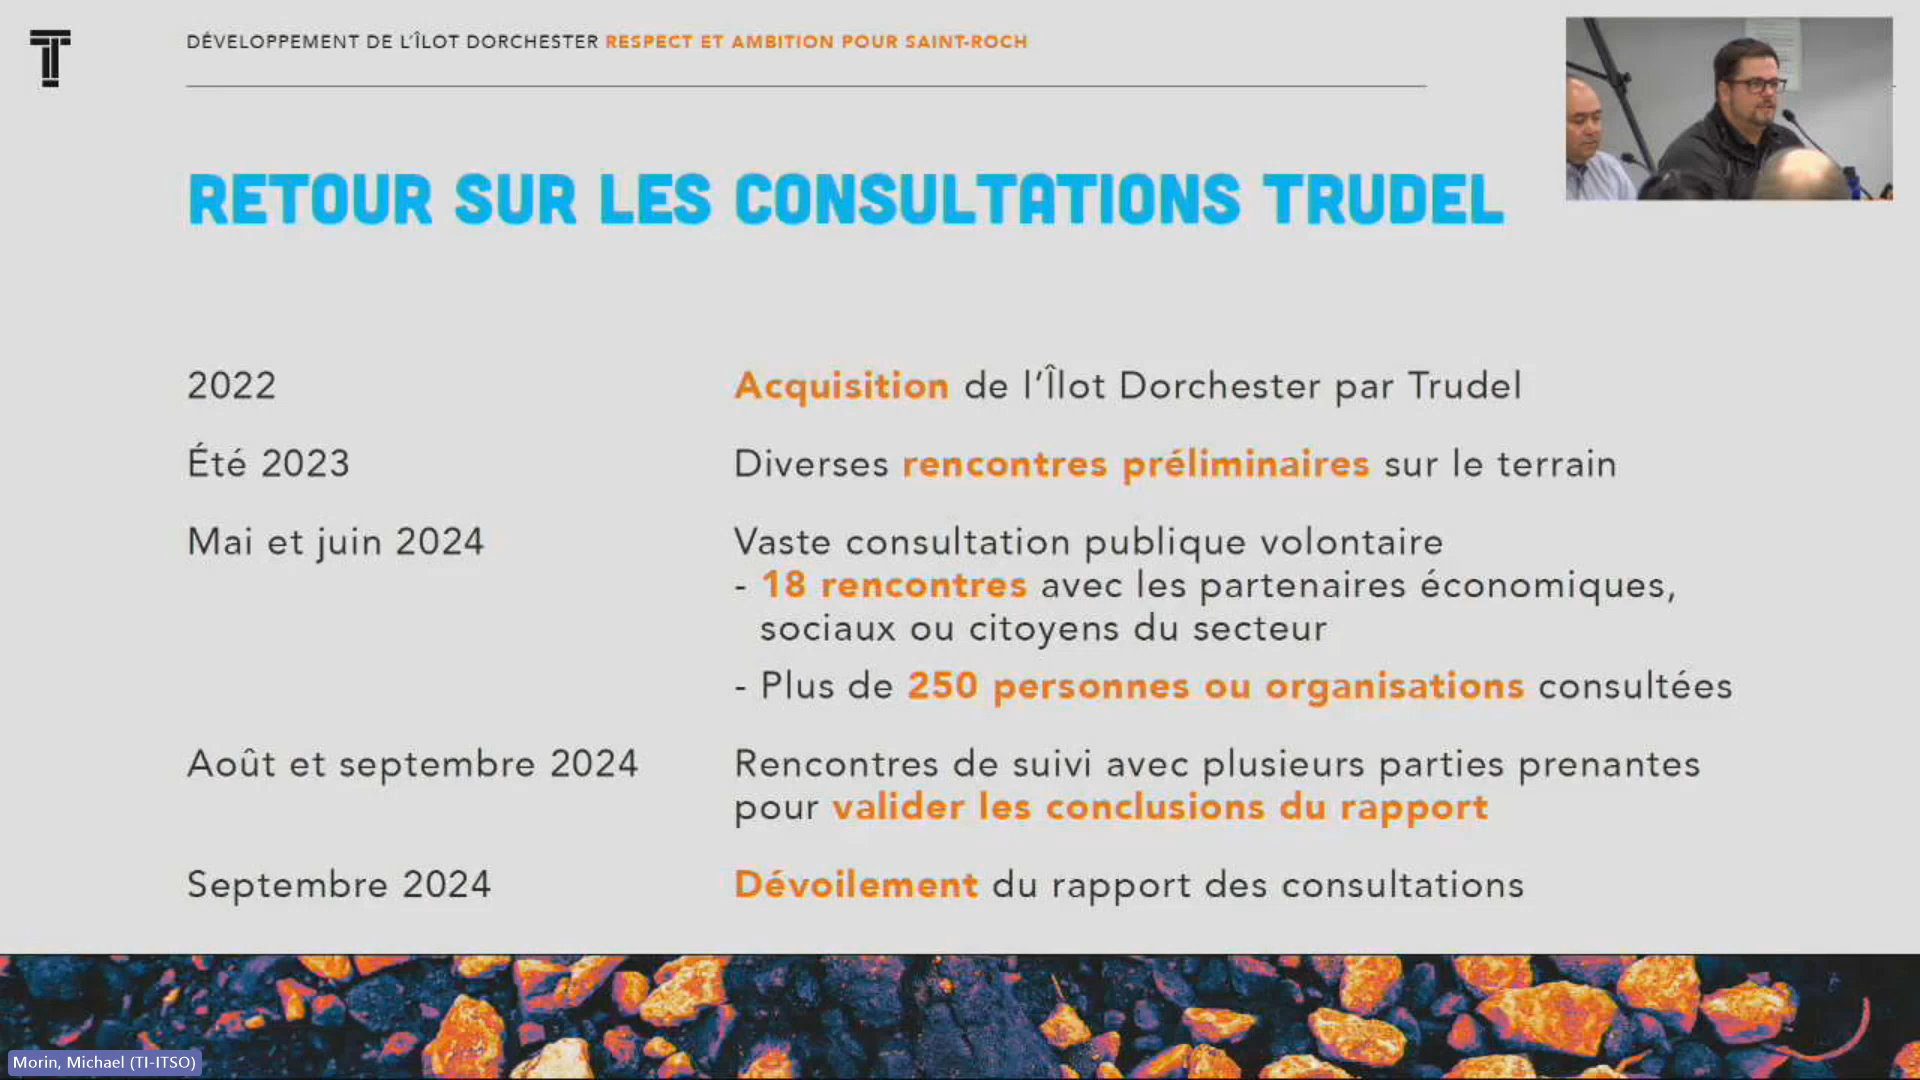 DÉVELOPPEMENT DE L'ÎLOT DORCHESTER RESPECT ET AMBITION POUR SAINT-ROCH
RETOUR SUR LES CONSULTATIONS TRUDEL
2022
Acquisition de l'Îlot Dorchester par Trudel
Été 2023
Diverses rencontres préliminaires sur le terrain
Mai et juin 2024
Vaste consultation publique volontaire
- 18 rencontres avec les partenaires économiques,
sociaux ou citoyens du secteur
- Plus de 250 personnes ou organisations consultées
Août et septembre 2024
Rencontres de suivi avec plusieurs parties prenantes
pour valider les conclusions du rapport
Septembre 2024
Dévoilement du rapport des consultations
Morin, Michael (TI-ITSO)